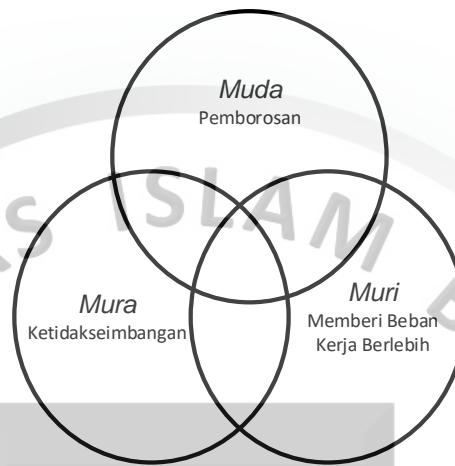 Muda
Pemborosan
S ISLAM
Mura
Ketidakseimbangan
Muri
Memberi Beban
Kerja Berlebih